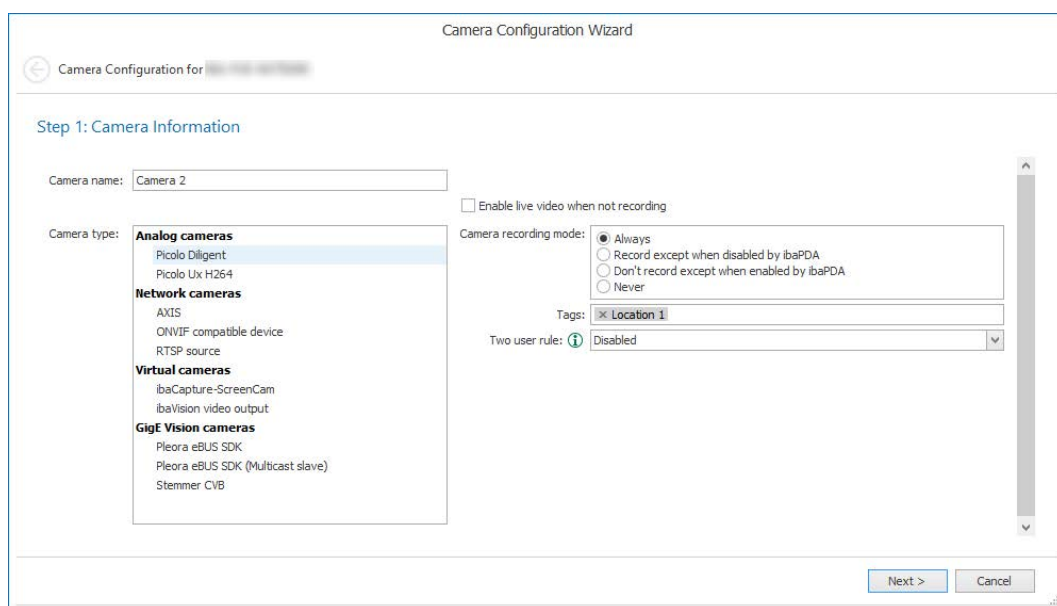 Camera Configuration Wizard
Camera Configuration for
Step 1: Camera Information
Camera name: Camera 2
Enable live video when not recording
Camera type:
Analog cameras
Picolo Diligent
Picolo Ux H264
Network cameras
AXIS
ONVIF compatible device
RTSP source
Virtual cameras
ibaCapture-ScreenCam
ibaVision video output
GigE Vision cameras
Pleora eBUS SDK
Pleora eBUS SDK (Multicast slave)
Stemmer CVB
Camera recording mode:
Always
Record except when disabled by ibaPDA
Don't record except when enabled by ibaPDA
Never
Tags: × Location 1
Two user rule: Disabled
Next > Cancel